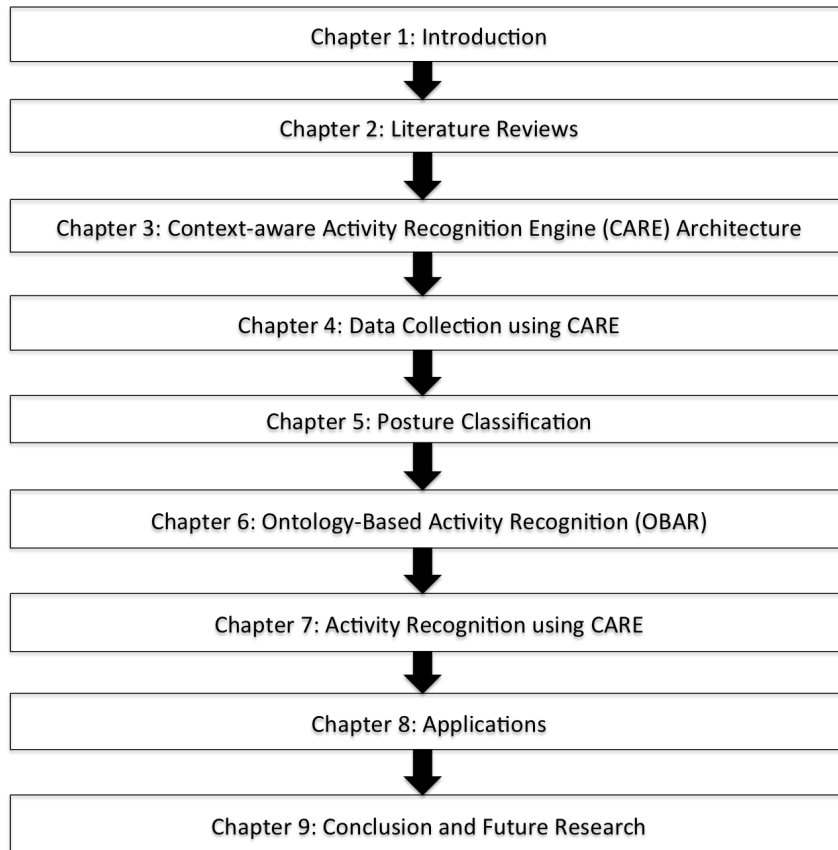 Chapter 1: Introduction
Chapter 2: Literature Reviews
Chapter 3: Context-aware Activity Recognition Engine (CARE) Architecture
Chapter 4: Data Collection using CARE
Chapter 5: Posture Classification
Chapter 6: Ontology-Based Activity Recognition (OBAR)
Chapter 7: Activity Recognition using CARE
Chapter 8: Applications
Chapter 9: Conclusion and Future Research